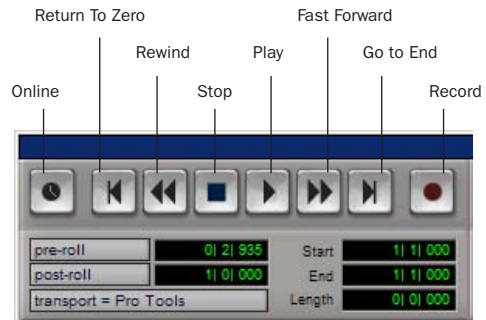 Return To Zero
Fast Forward
Rewind
Play
Go to End
Online
Stop
Record
pre-roll 0| 2| 935 Start 1| 1| 000
post-roll 1| 0| 000 End 1| 1| 000
transport = Pro Tools Length 0| 0| 000